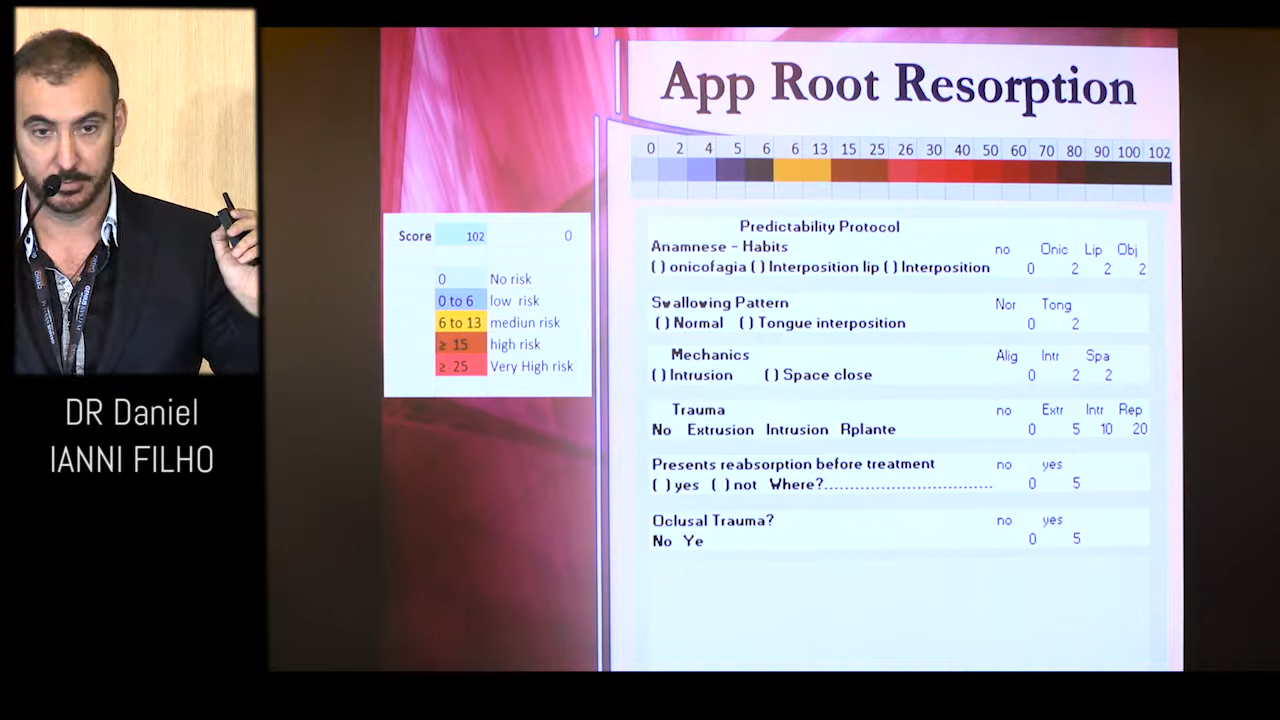 App Root Resorption
0 2 4 5 6 6 13 15 25 26 30 40 50 60 70 80 90 100 102
Score 102 0
0 No risk
0 to 6 low risk
6 to 13 mediun risk
≥ 15 high risk
≥ 25 Very High risk
Predictability Protocol
Anamnese - Habits no Onic Lip Obj
( ) onicofagia ( ) Interposition lip ( ) Interposition 0 2 2 2
Swallowing Pattern Nor Tong
( ) Normal ( ) Tongue interposition 0 2
Mechanics Alig Intr Spa
( ) Intrusion ( ) Space close 0 2 2
Trauma no Extr Intr Rep
No Extrusion Intrusion Rplante 0 5 10 20
Presents reabsorption before treatment no yes
( ) yes ( ) not Where?................................. 0 5
Oclusal Trauma? no yes
No Ye 0 5
DR Daniel
IANNI FILHO